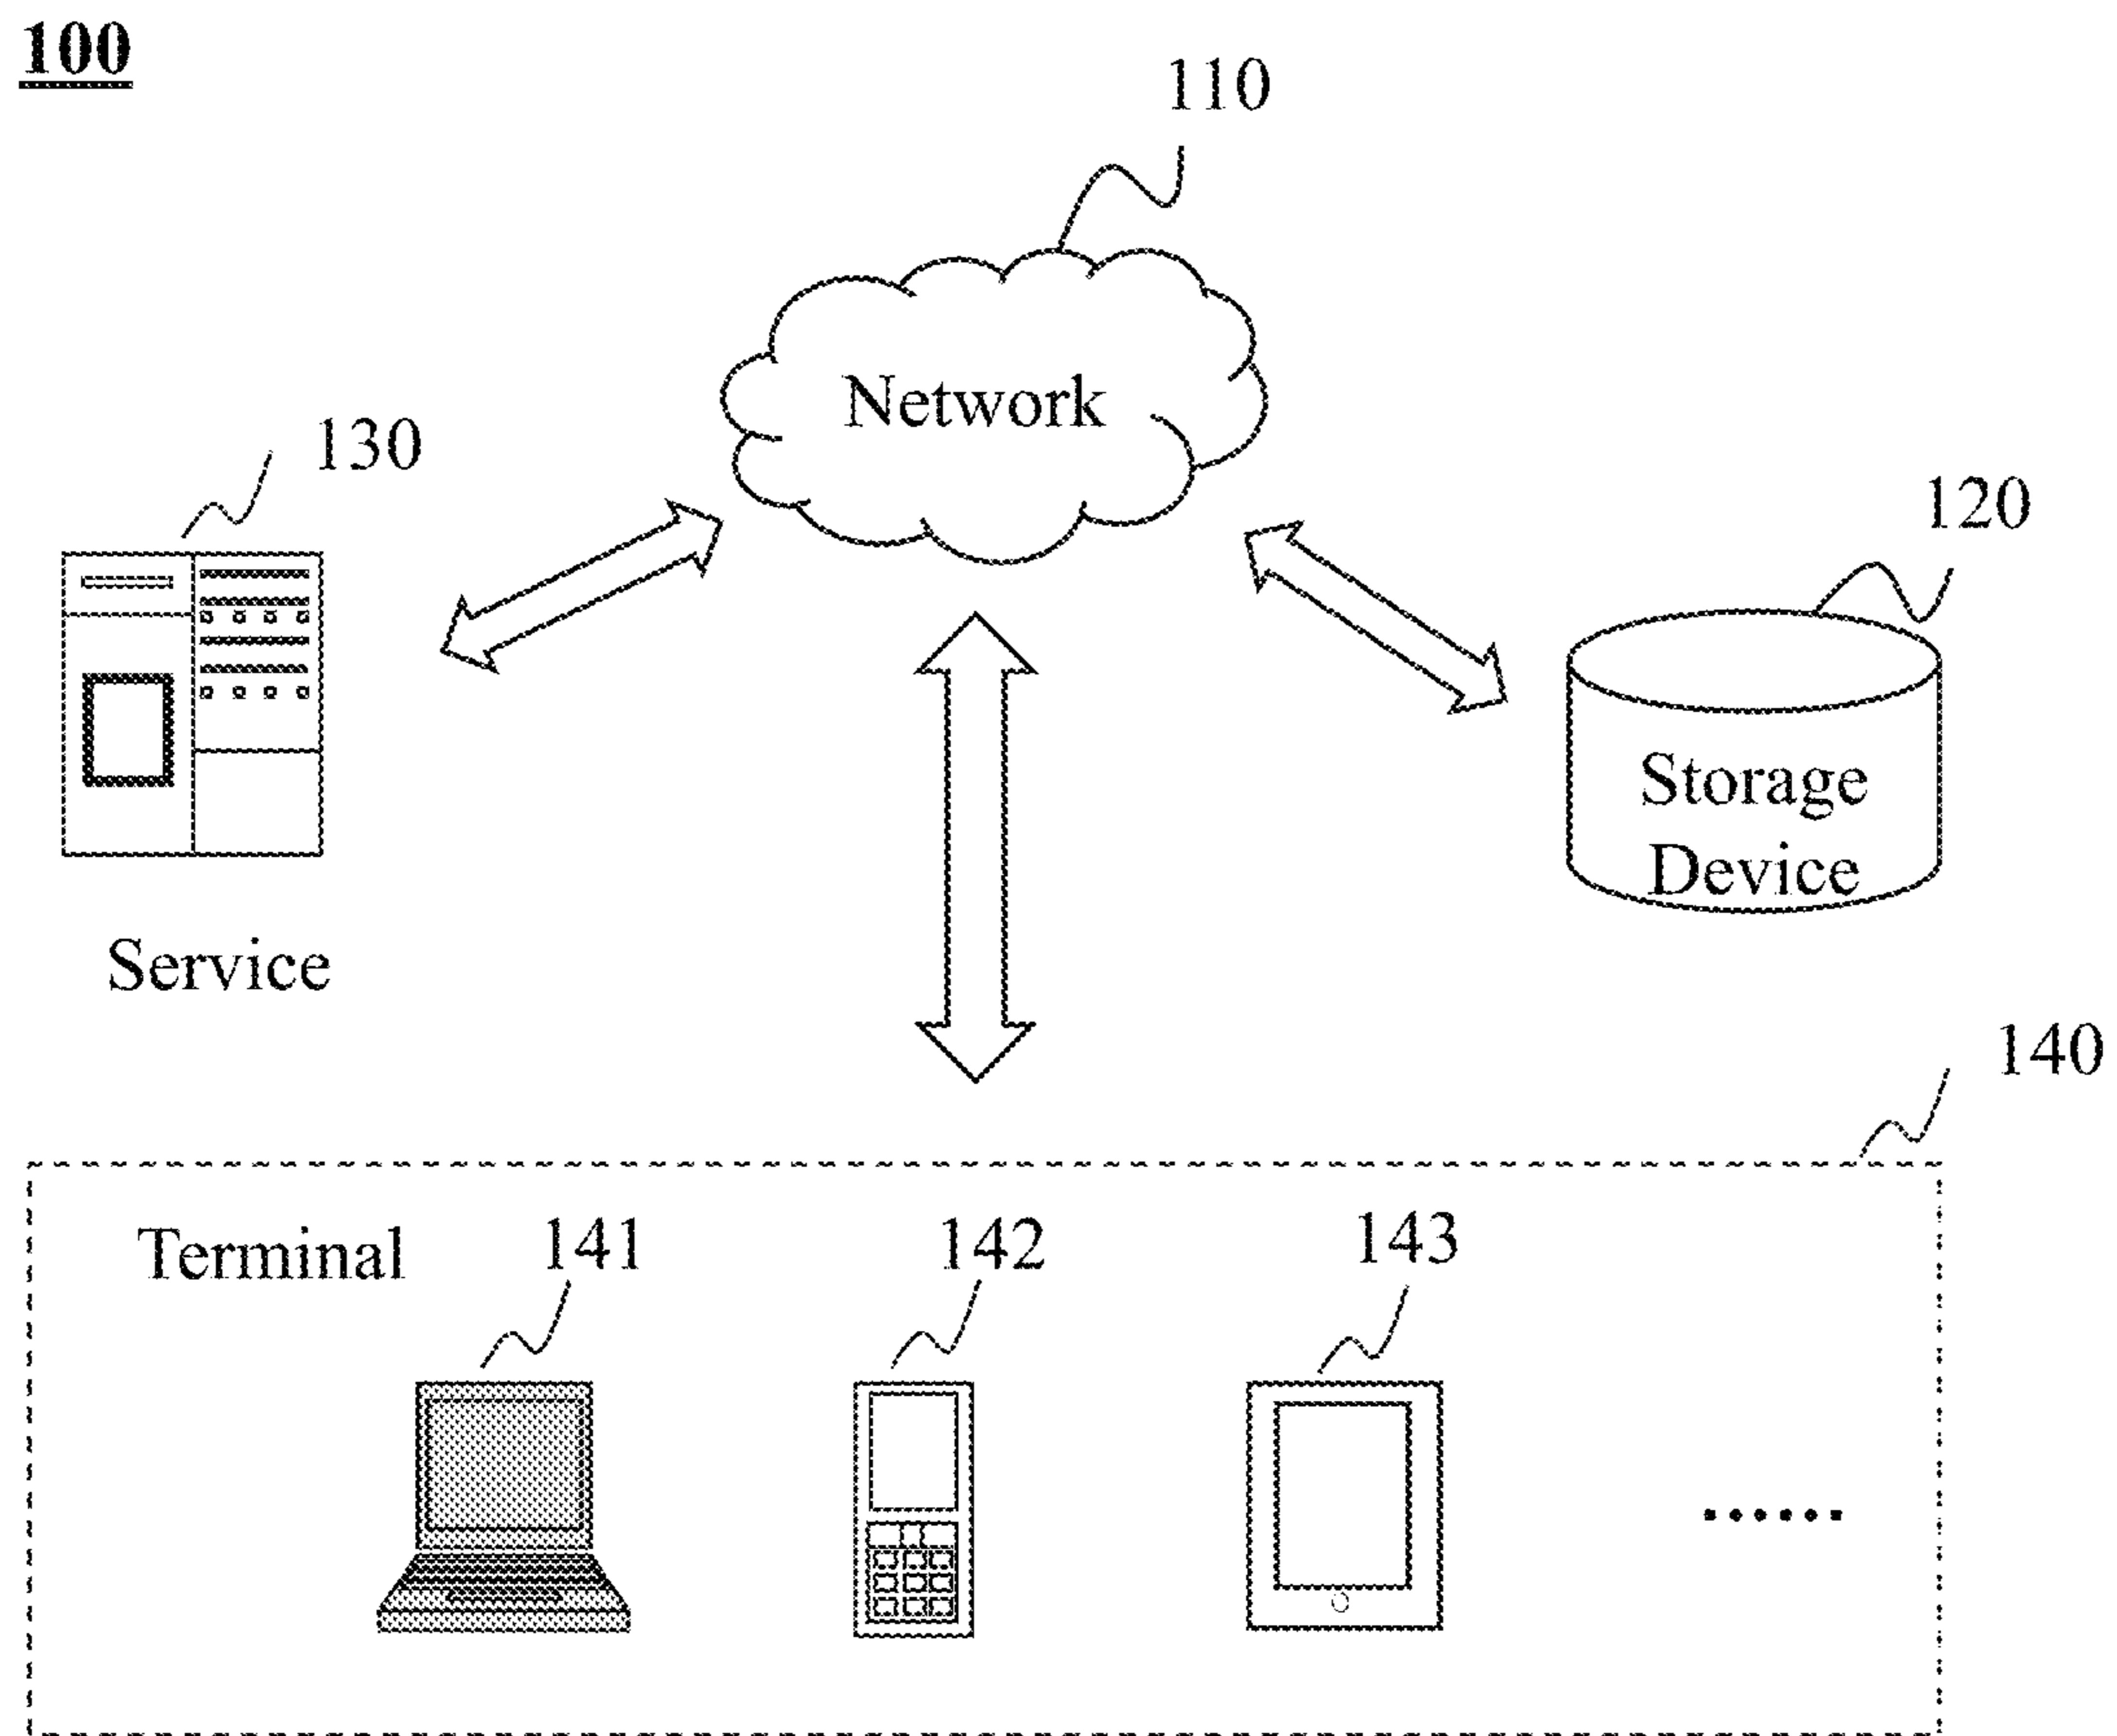 100
110
Network
130
120
Storage
Device
Service
140
Terminal
141
142
143
......